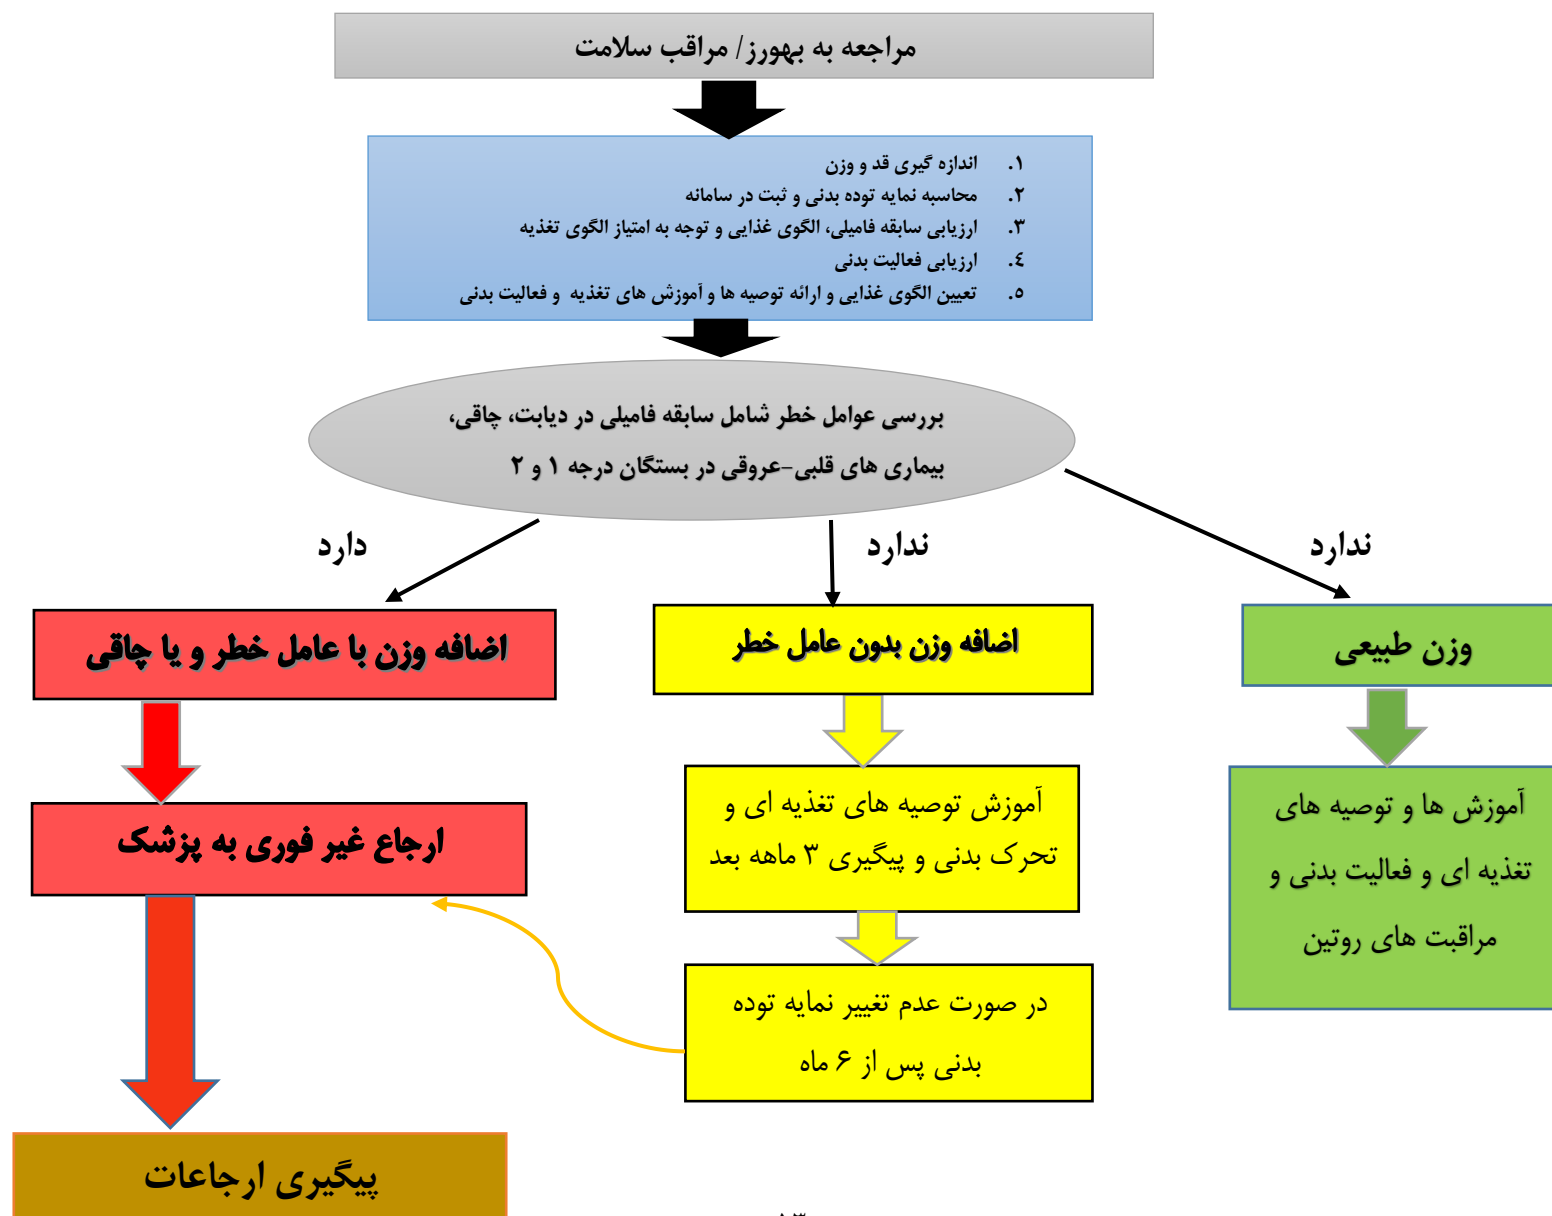 مراجعه به بهورز/ مراقب سلامت
۱. اندازه گیری قد و وزن
۲. محاسبه نمایه توده بدنی و ثبت در سامانه
۳. ارزیابی سابقه فامیلی، الگوی غذایی و توجه به امتیاز الگوی تغذیه
٤. ارزیابی فعالیت بدنی
٥. تعیین الگوی غذایی و ارائه توصیه ها و آموزش های تغذیه و فعالیت بدنی
بررسی عوامل خطر شامل سابقه فامیلی در دیابت، چاقی،
بیماری های قلبی-عروقی در بستگان درجه ۱ و ۲
ندارد
ندارد
دارد
وزن طبیعی
اضافه وزن بدون عامل خطر
اضافه وزن با عامل خطر و یا چاقی
آموزش ها و توصیه های
تغذیه ای و فعالیت بدنی و
مراقبت های روتین
آموزش توصیه های تغذیه ای و
تحرک بدنی و پیگیری ۳ ماهه بعد
ارجاع غیر فوری به پزشک
در صورت عدم تغییر نمایه توده
بدنی پس از ۶ ماه
پیگیری ارجاعات